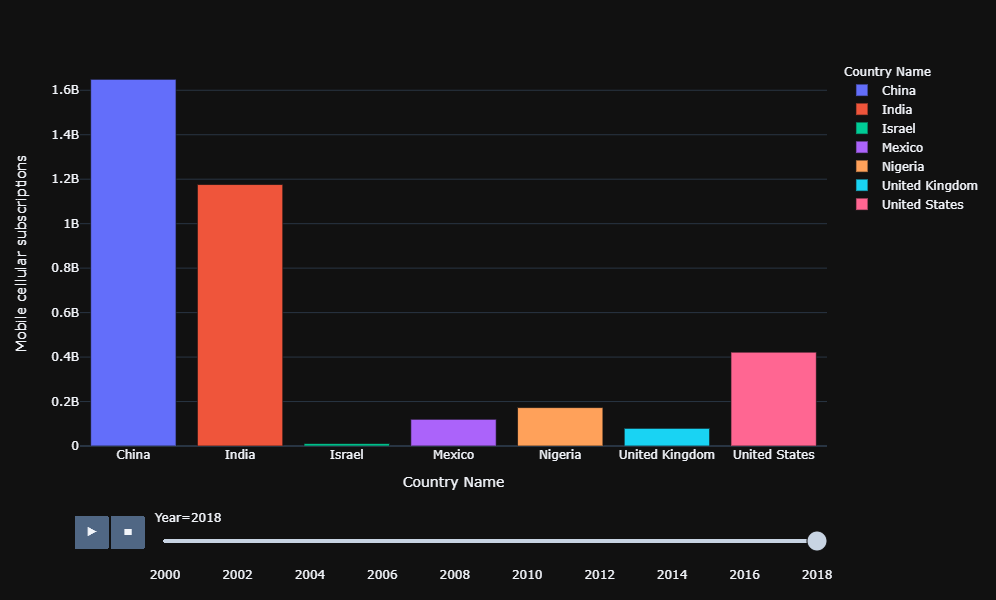 Country Name
China
India
Israel
Mexico
Nigeria
United Kingdom
United States
Mobile cellular subscriptions
1.6B
1.4B
1.2B
1B
0.8B
0.6B
0.4B
0.2B
0
China India Israel Mexico Nigeria United Kingdom United States
Country Name
Year=2018
2000 2002 2004 2006 2008 2010 2012 2014 2016 2018